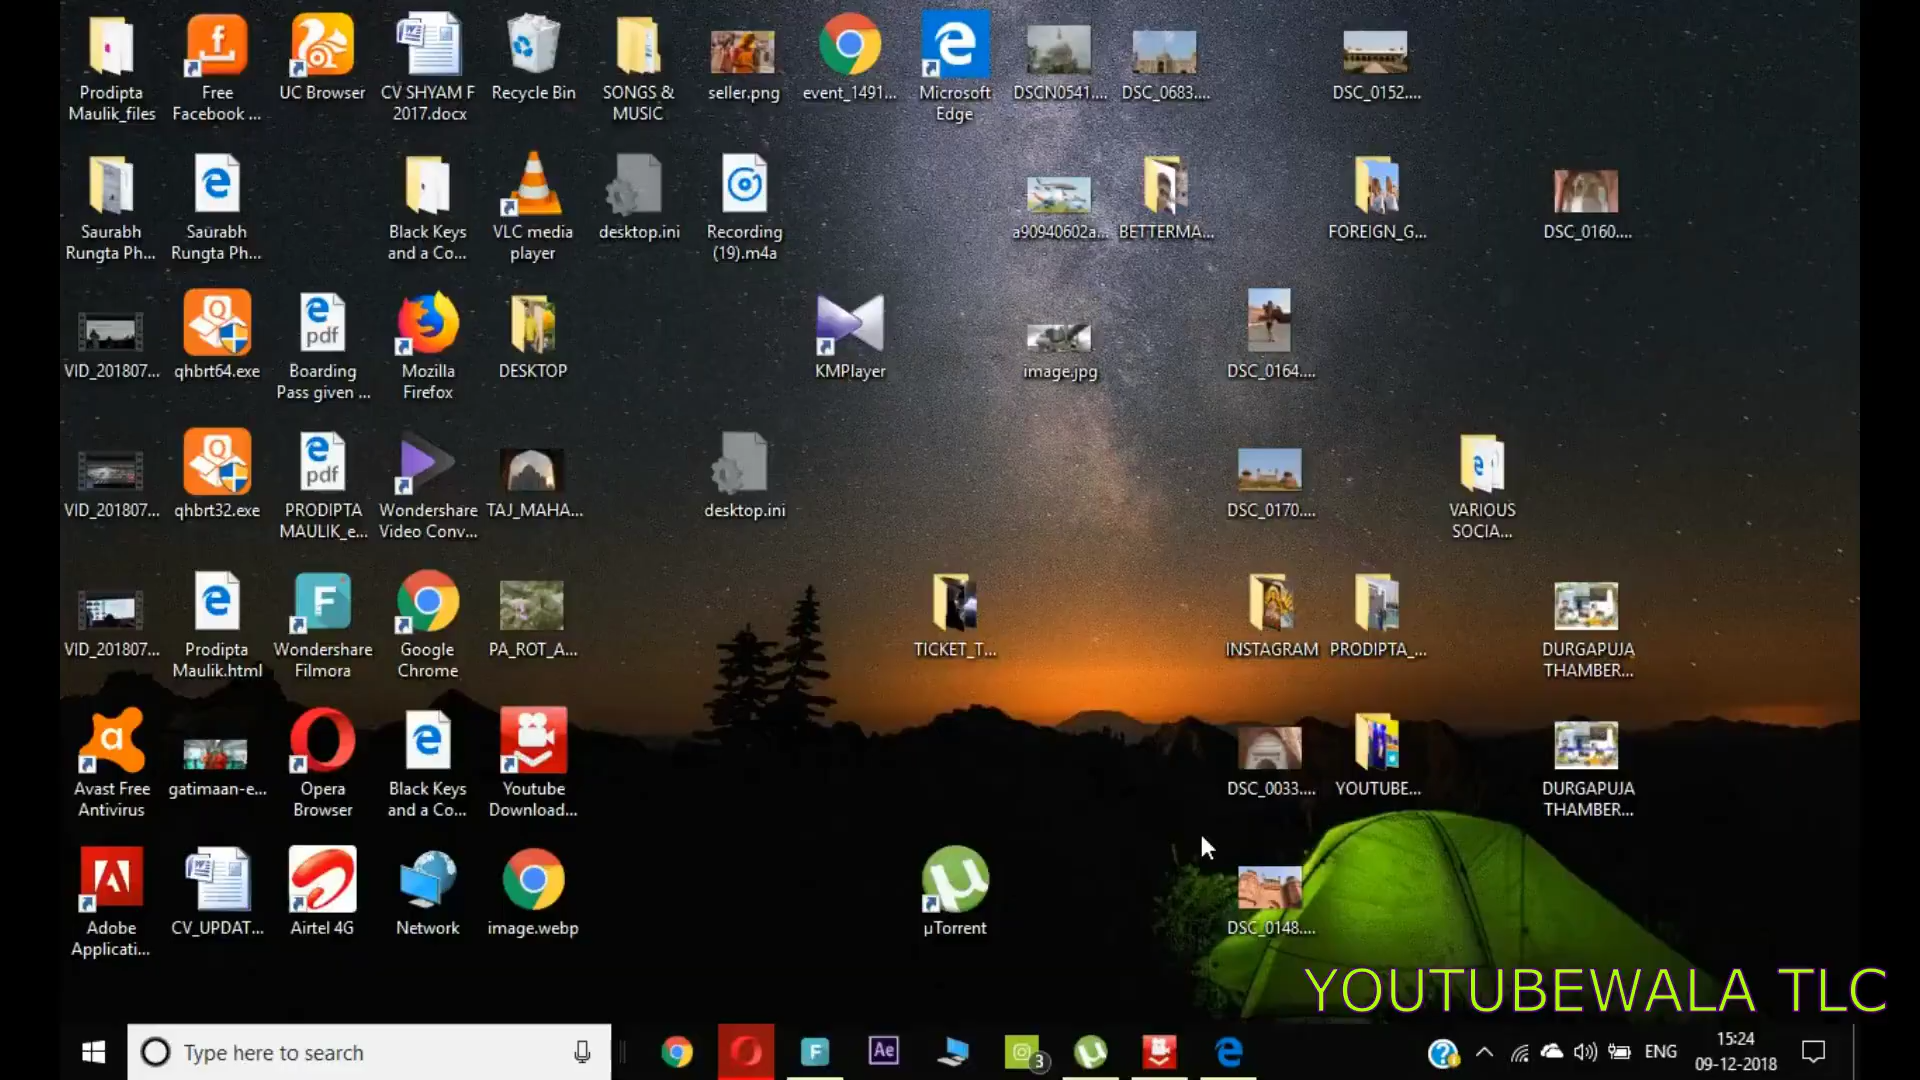 Prodipta
Maulik_files
Free
Facebook ...
UC Browser
CV SHYAM F
2017.docx
Recycle Bin
SONGS &
MUSIC
seller.png
event_1491...
Microsoft
Edge
DSCN0541....
DSC_0683....
DSC_0152....
Saurabh
Rungta Ph...
Saurabh
Rungta Ph...
Black Keys
and a Co...
VLC media
player
desktop.ini
Recording
(19).m4a
a90940602a...
BETTERMA...
FOREIGN_G...
DSC_0160....
VID_201807...
qhbrt64.exe
pdf
Boarding
Pass given ...
Mozilla
Firefox
DESKTOP
KMPlayer
image.jpg
DSC_0164....
VID_201807...
qhbrt32.exe
pdf
PRODIPTA
MAULIK_e...
Wondershare
Video Conv...
TAJ_MAHA...
desktop.ini
DSC_0170....
VARIOUS
SOCIA...
VID_201807...
Prodipta
Maulik.html
Wondershare
Filmora
Google
Chrome
PA_ROT_A...
TICKET_T...
INSTAGRAM
PRODIPTA_...
DURGAPUJA
THAMBER...
Avast Free
Antivirus
gatimaan-e...
Opera
Browser
Black Keys
and a Co...
Youtube
Download...
DSC_0033....
YOUTUBE...
DURGAPUJA
THAMBER...
Adobe
Applicati...
CV_UPDAT...
Airtel 4G
Network
image.webp
µTorrent
DSC_0148....
YOUTUBEWALA TLC
Type here to search
Ae
3
ENG
15:24
09-12-2018